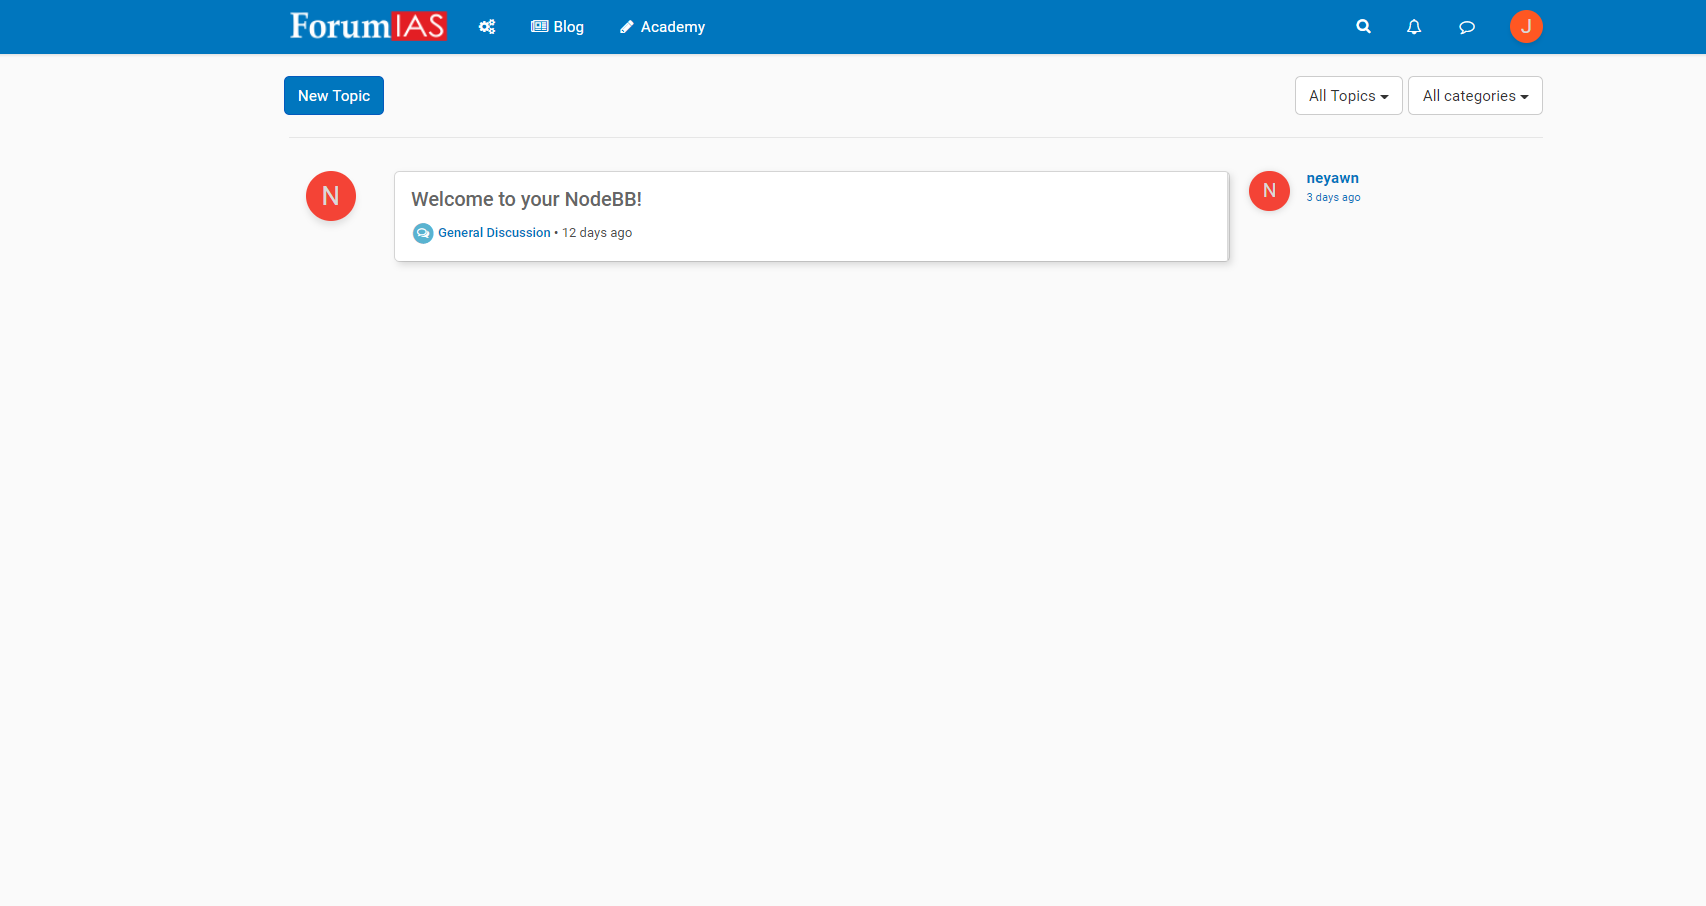 ForumIAS
Blog
Academy
J
New Topic
All Topics
All categories
N
Welcome to your NodeBB!
General Discussion • 12 days ago
N
neyawn
3 days ago